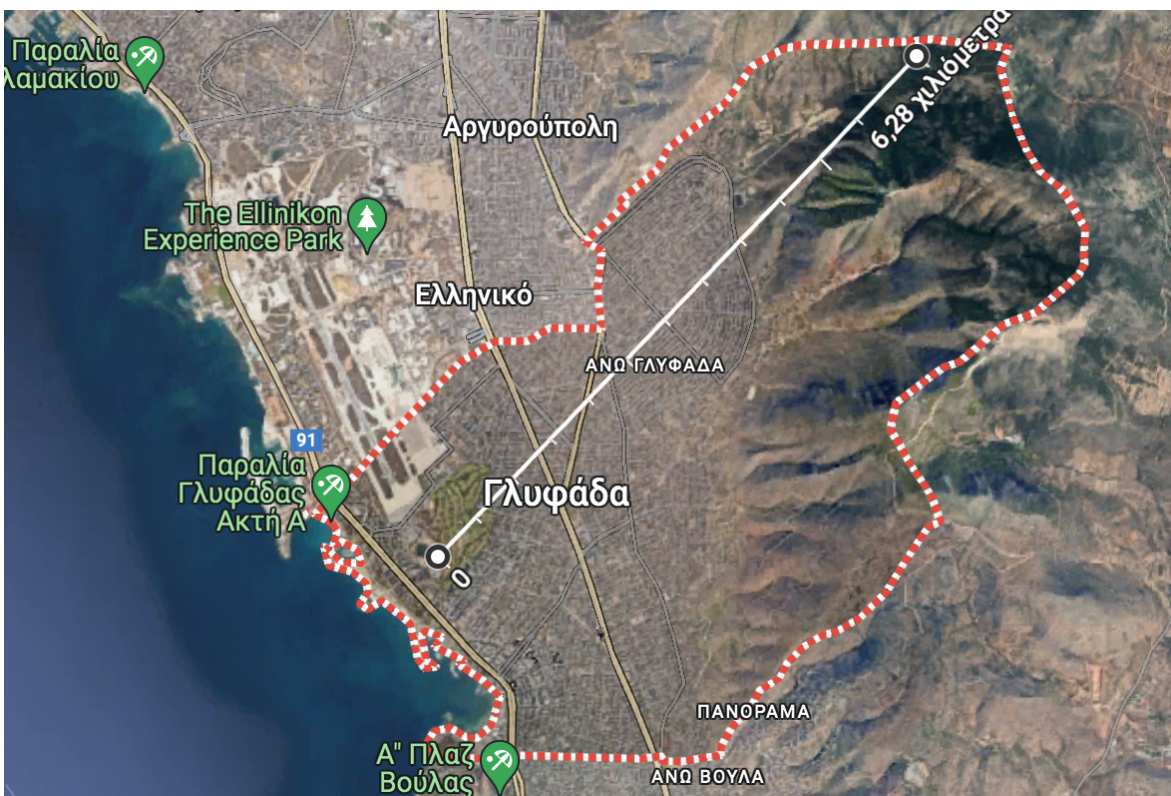 Παραλία
λαμακίου
Αργυρούπολη
6,28 χιλιόμετρα
The Ellinikon
Experience Park
Ελληνικό
ΑΝΩ ΓΛΥΦΑΔΑ
91
Παραλία
Γλυφάδας
Ακτή Α
Γλυφάδα
0
ΠΑΝΟΡΑΜΑ
Α" Πλαζ
Βούλας
ΑΝΩ ΒΟΥΛΑ